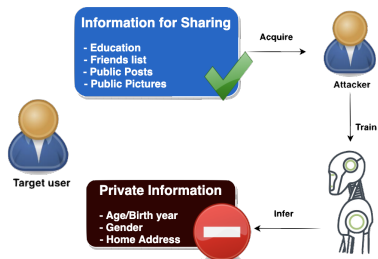 Information for Sharing
- Education
- Friends list
- Public Posts
- Public Pictures
Acquire
Attacker
Train
Target user
Private Information
- Age/Birth year
- Gender
- Home Address
Infer